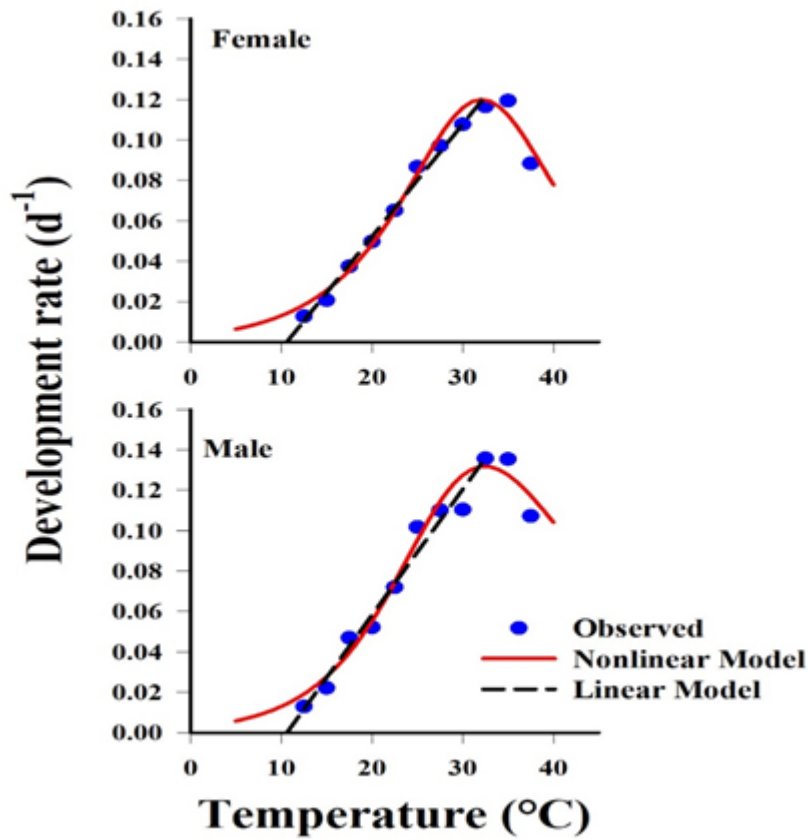 Development rate (d-1)
Female
0.16
0.14
0.12
0.10
0.08
0.06
0.04
0.02
0.00
0 10 20 30 40
Male
0.16
0.14
0.12
0.10
0.08
0.06
0.04
0.02
0.00
0 10 20 30 40
Observed
Nonlinear Model
Linear Model
Temperature (°C)